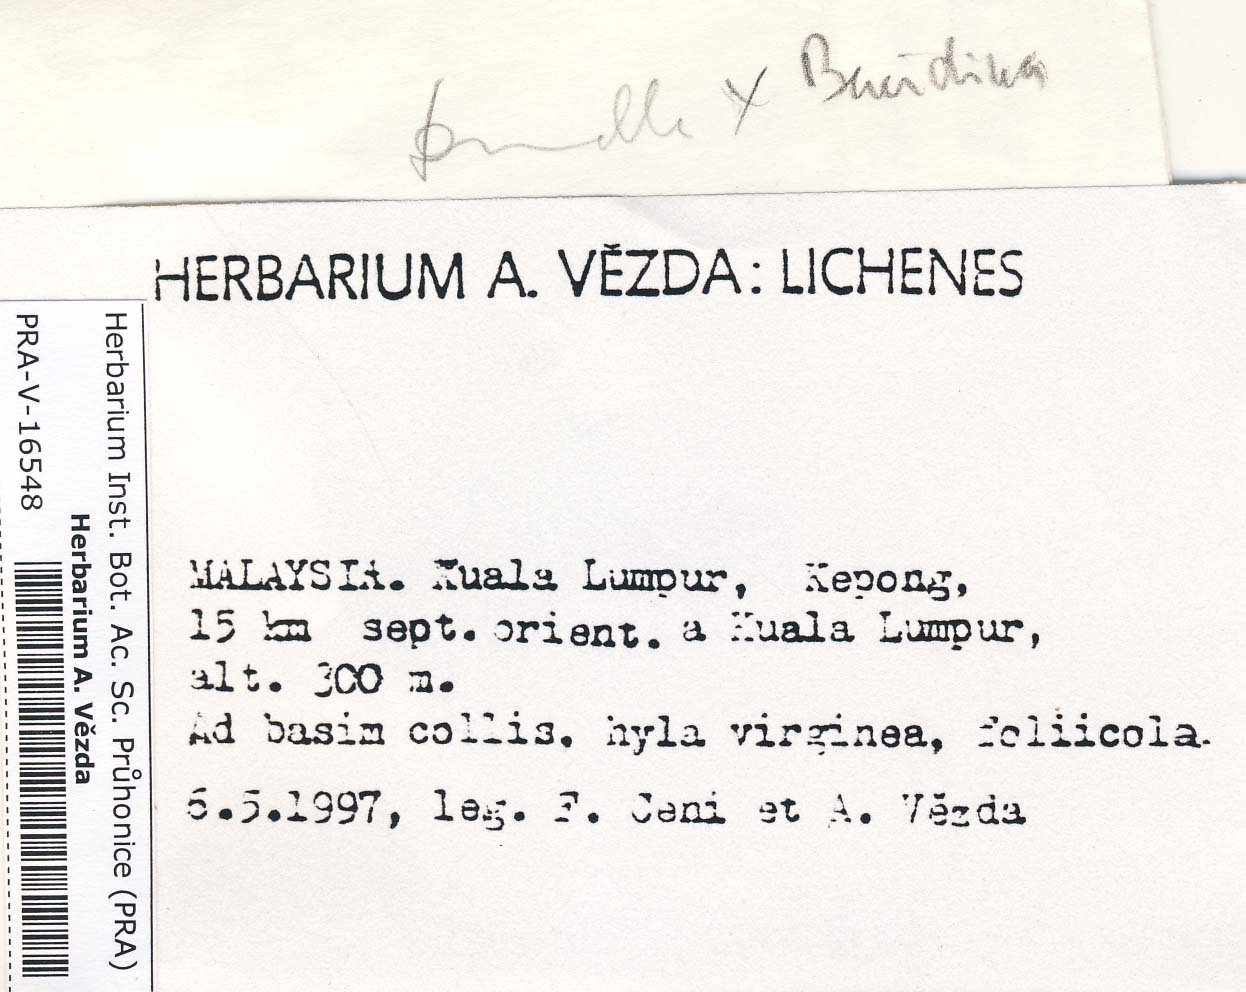 HERBARIUM A. VĚZDA: LICHENES
MALAYSIA. Kuala Lumpur, Kepong,
15 km sept. orient. a Kuala Lumpur,
alt. 300 m.
Ad basim collis, hyla virginea, foliicola.
6.5.1997, leg. F. Ceni et A. Vězda
Herbarium Inst. Bot. Ac. Sc. Průhonice (PRA)
Herbarium A. Vězda
PRA-V-16548